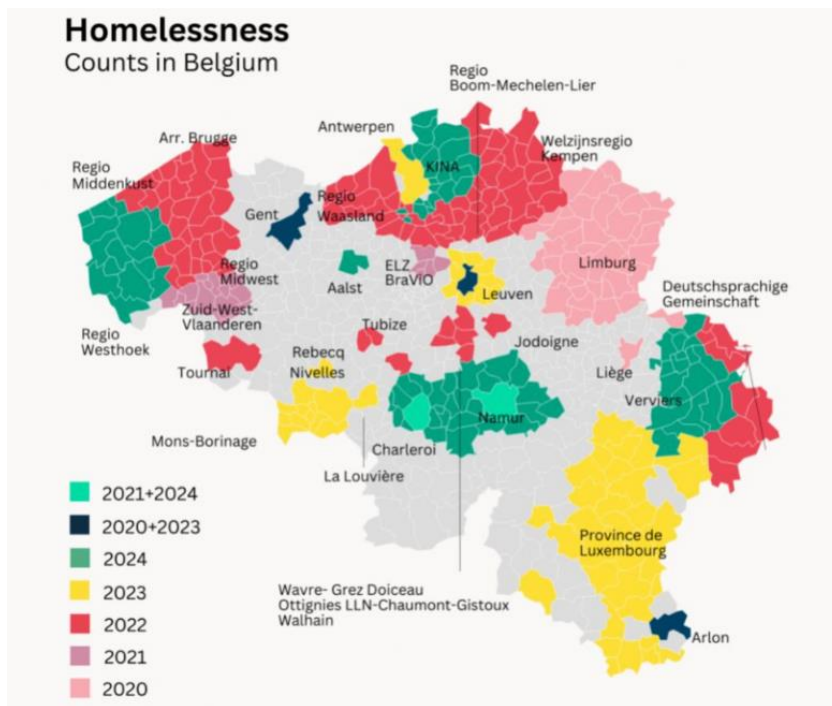 Homelessness
Counts in Belgium
Regio
Boom-Mechelen-Lier
Antwerpen
Arr. Brugge
Welzijnsregio
Kempen
KINA
Regio
Middenkust
Regio
Waasland
Gent
Limburg
Regio
Midwest
ELZ
BraViO
Aalst
Leuven
Deutschsprachige
Gemeinschaft
Zuid-West-
Vlaanderen
Tubize
Regio
Westhoek
Jodoigne
Rebecq
Nivelles
Tournai
Liège
Verviers
Namur
Mons-Borinage
Charleroi
La Louvière
2021+2024
2020+2023
2024
2023
2022
2021
2020
Province de
Luxembourg
Wavre- Grez Doiceau
Ottignies LLN-Chaumont-Gistoux
Walhain
Arlon